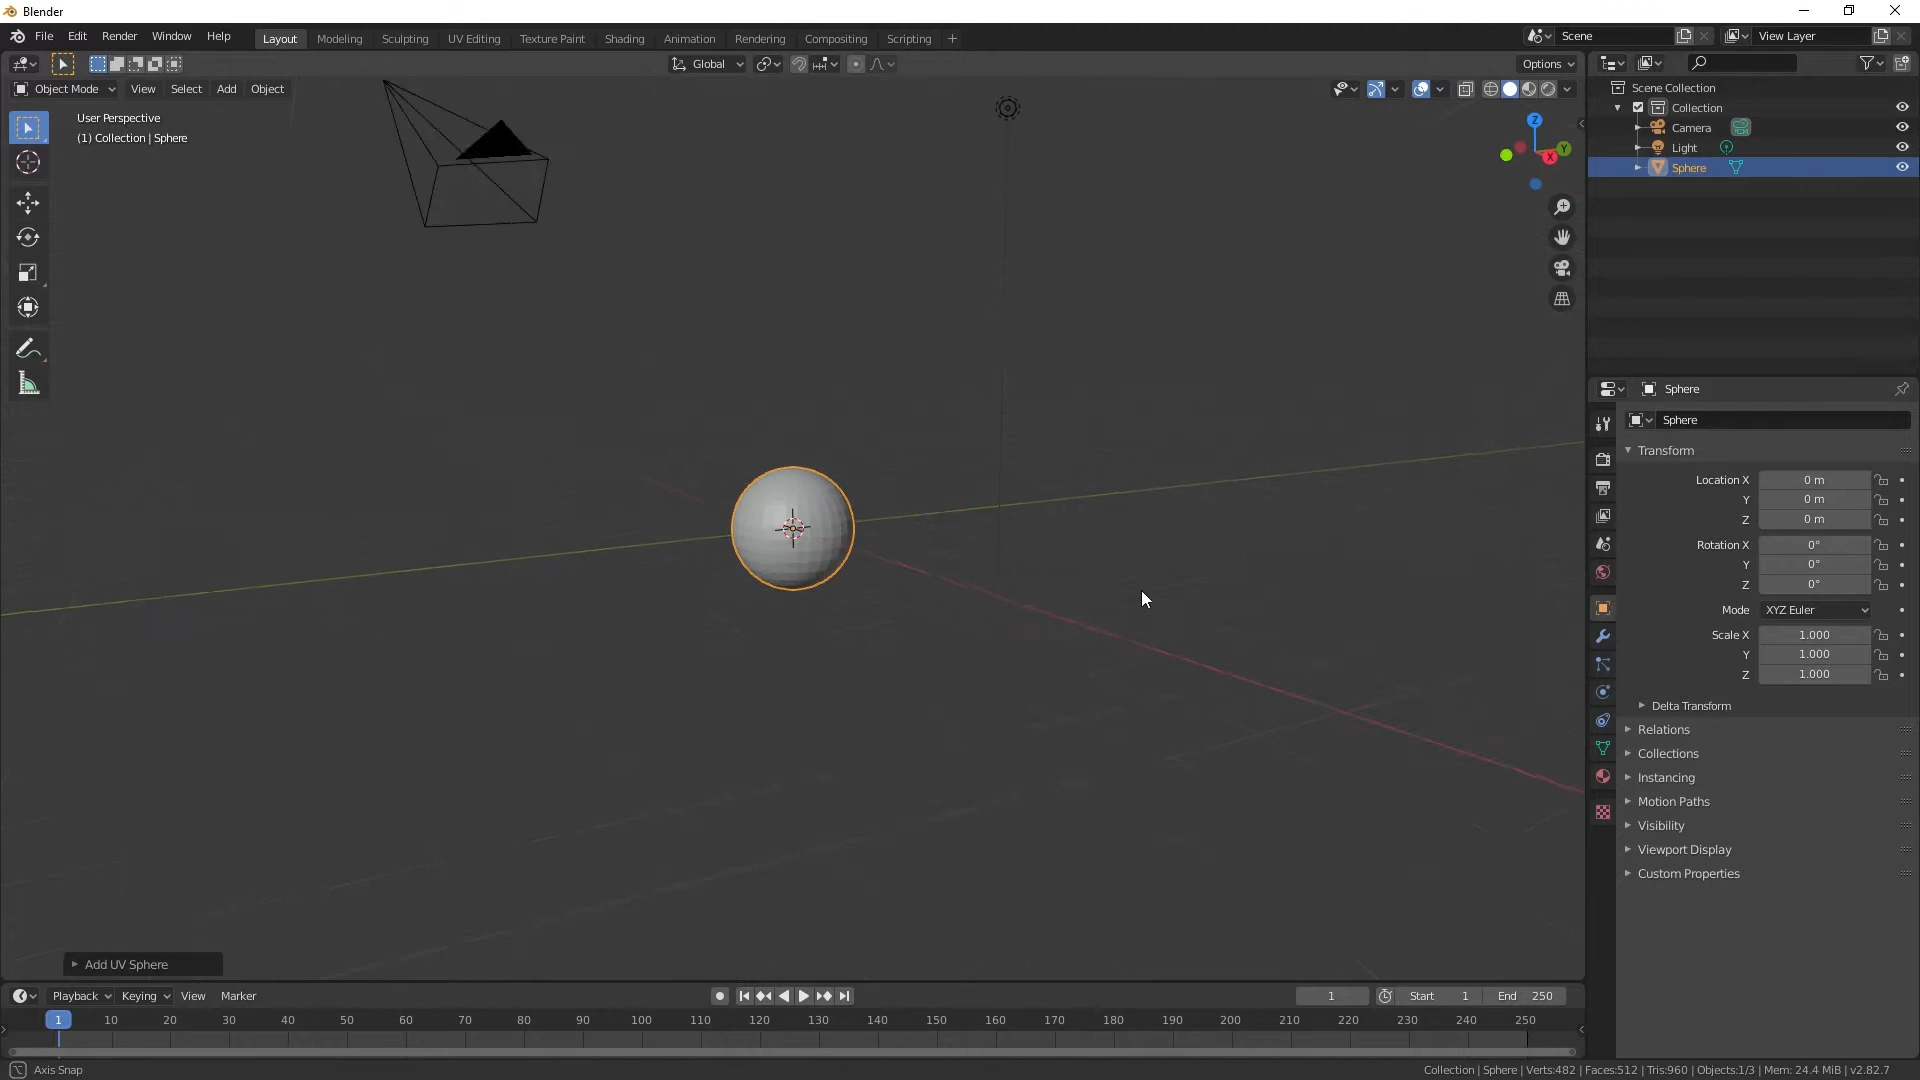 Blender
File Edit Render Window Help Layout Modeling Sculpting UV Editing Texture Paint Shading Animation Rendering Compositing Scripting + Scene View Layer
Global Options
Object Mode View Select Add Object
User Perspective
(1) Collection | Sphere
Z
Y
X
Scene Collection
Collection
Camera
Light
Sphere
Sphere
Sphere
Transform
Location X 0 m
Y 0 m
Z 0 m
Rotation X 0°
Y 0°
Z 0°
Mode XYZ Euler
Scale X 1.000
Y 1.000
Z 1.000
Delta Transform
Relations
Collections
Instancing
Motion Paths
Visibility
Viewport Display
Custom Properties
Add UV Sphere
Playback Keying View Marker 1 Start 1 End 250
1 10 20 30 40 50 60 70 80 90 100 110 120 130 140 150 160 170 180 190 200 210 220 230 240 250
Axis Snap
Collection | Sphere | Verts:482 | Faces:512 | Tris:960 | Objects:1/3 | Mem: 24.4 MiB | v2.82.7